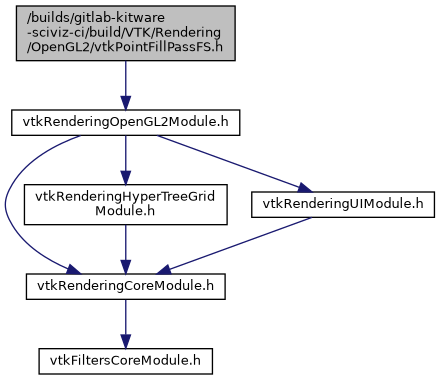 /builds/gitlab-kitware
-sciviz-ci/build/VTK/Rendering
/OpenGL2/vtkPointFillPassFS.h
vtkRenderingOpenGL2Module.h
vtkRenderingHyperTreeGrid
Module.h
vtkRenderingUIModule.h
vtkRenderingCoreModule.h
vtkFiltersCoreModule.h